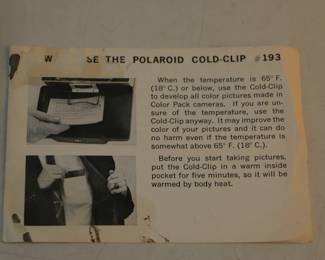 SE THE POLAROID COLD-CLIP #193
When the temperature is 65° F.
(18° C.) or below, use the Cold-Clip
to develop all color pictures made in
Color Pack cameras. If you are un-
sure of the temperature, use the
Cold-Clip anyway. It may improve the
color of your pictures and it can do
no harm even if the temperature is
somewhat above 65° F. (18° C.).
Before you start taking pictures,
put the Cold-Clip in a warm inside
pocket for five minutes, so it will be
warmed by body heat.